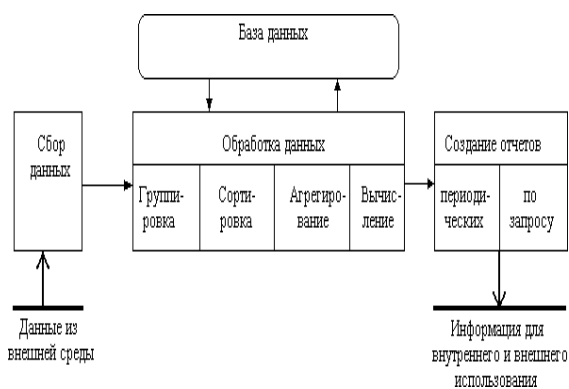 База данных
Сбор
данных
Обработка данных
Группи-
ровка
Сорти-
ровка
Агрегиро-
вание
Вычис-
ление
Создание отчетов
периодических
ческих
по
запросу
Данные из
внешней среды
Информация для
внутреннего и внешнего
использования